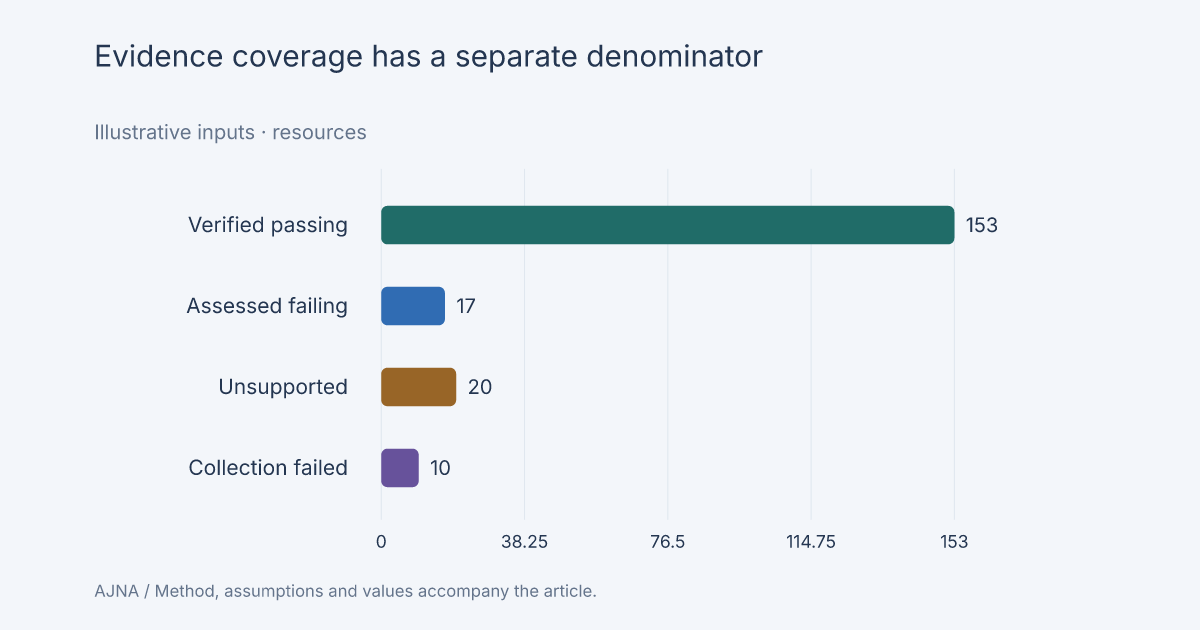 Evidence coverage has a separate denominator
Illustrative inputs · resources
Verified passing 153
Assessed failing 17
Unsupported 20
Collection failed 10
0 38.25 76.5 114.75 153
AJNA / Method, assumptions and values accompany the article.